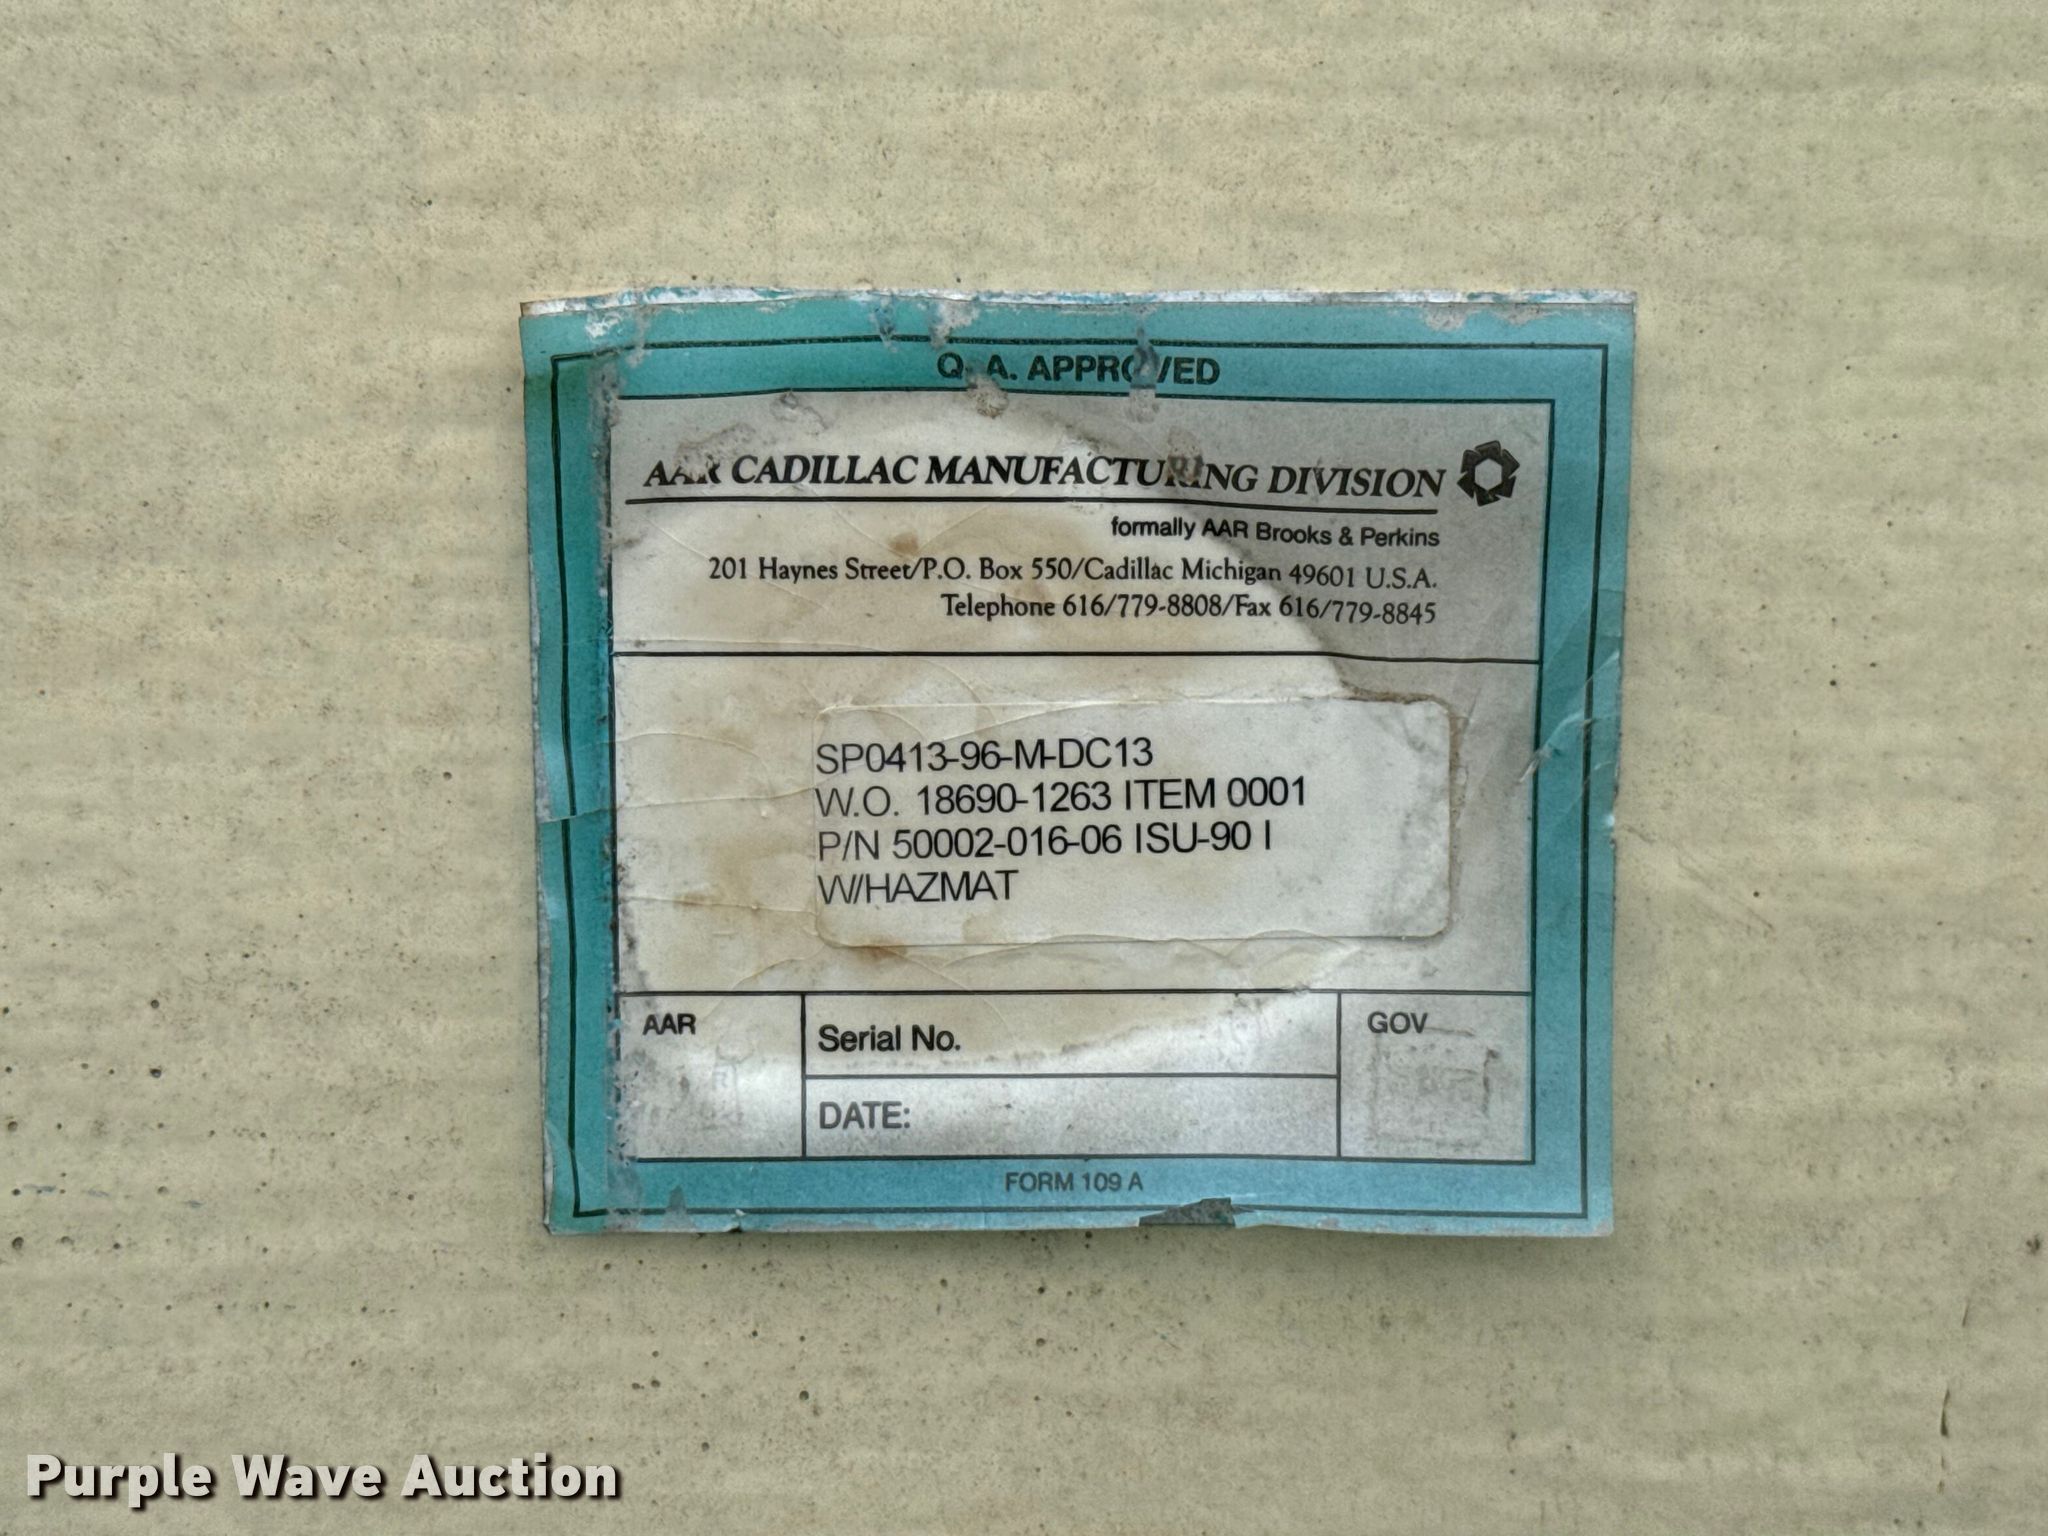 Q. A. APPROVED
AAR CADILLAC MANUFACTURING DIVISION
formally AAR Brooks & Perkins
201 Haynes Street/P.O. Box 550/Cadillac Michigan 49601 U.S.A.
Telephone 616/779-8808/Fax 616/779-8845
SP0413-96-M-DC13
W.O. 18690-1263 ITEM 0001
P/N 50002-016-06 ISU-90 I
W/HAZMAT
AAR
Serial No.
GOV
DATE:
FORM 109 A
Purple Wave Auction